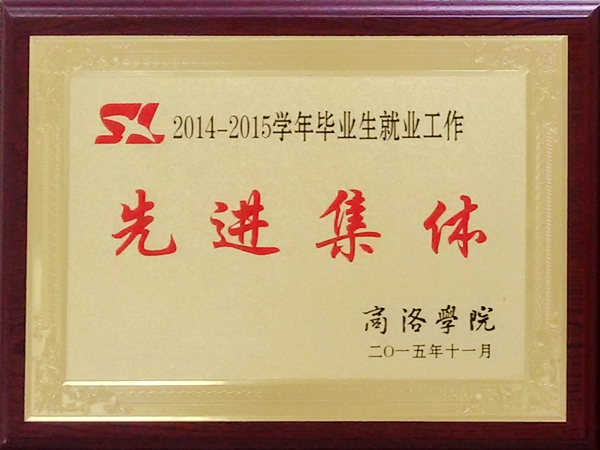 2014-2015学年毕业生就业工作
先进集体
商洛學院
二〇一五年十一月